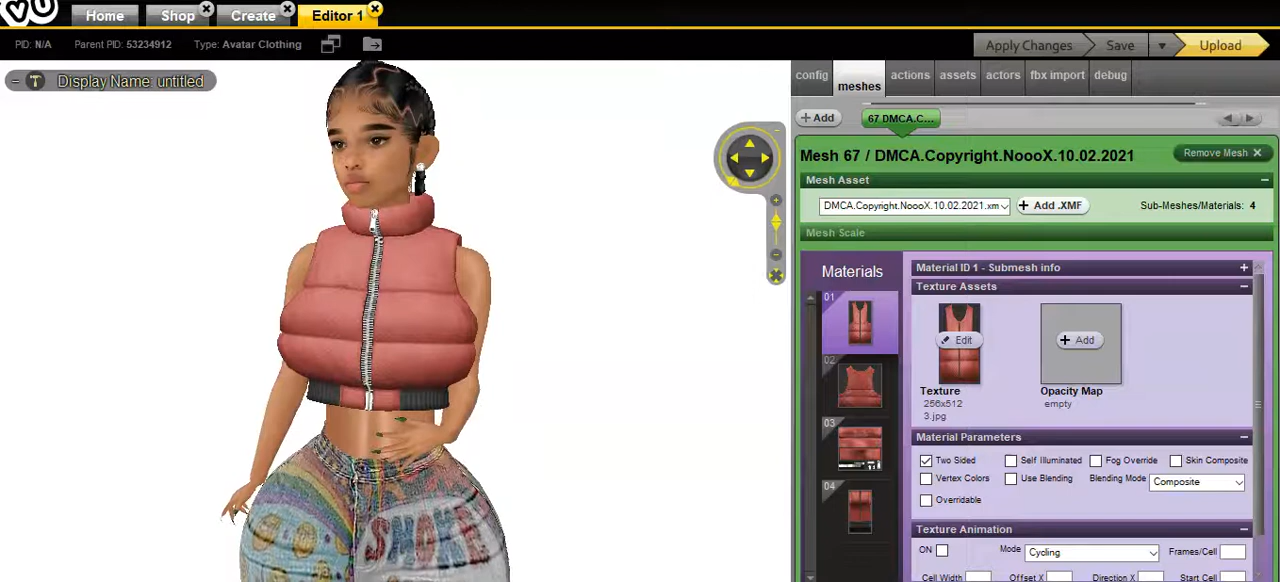 Home
Shop
Create
Editor 1
PID: N/A
Parent PID: 53234912
Type: Avatar Clothing
Apply Changes
Save
Upload
T
Display Name: untitled
config
meshes
actions
assets
actors
fbx import
debug
+ Add
67 DMCA.C...
Mesh 67 / DMCA.Copyright.NoooX.10.02.2021
Remove Mesh X
Mesh Asset
DMCA.Copyright.NoooX.10.02.2021.xm
+ Add .XMF
Sub-Meshes/Materials: 4
Mesh Scale
Materials
01
02
03
04
Material ID 1 - Submesh info
Texture Assets
Edit
+ Add
Texture
256x512
3.jpg
Opacity Map
empty
Material Parameters
Two Sided
Self Illuminated
Fog Override
Skin Composite
Vertex Colors
Use Blending
Blending Mode
Composite
Overridable
Texture Animation
ON
Mode
Cycling
Frames/Cell
Cell Width
Offset X
Direction X
Start Cell